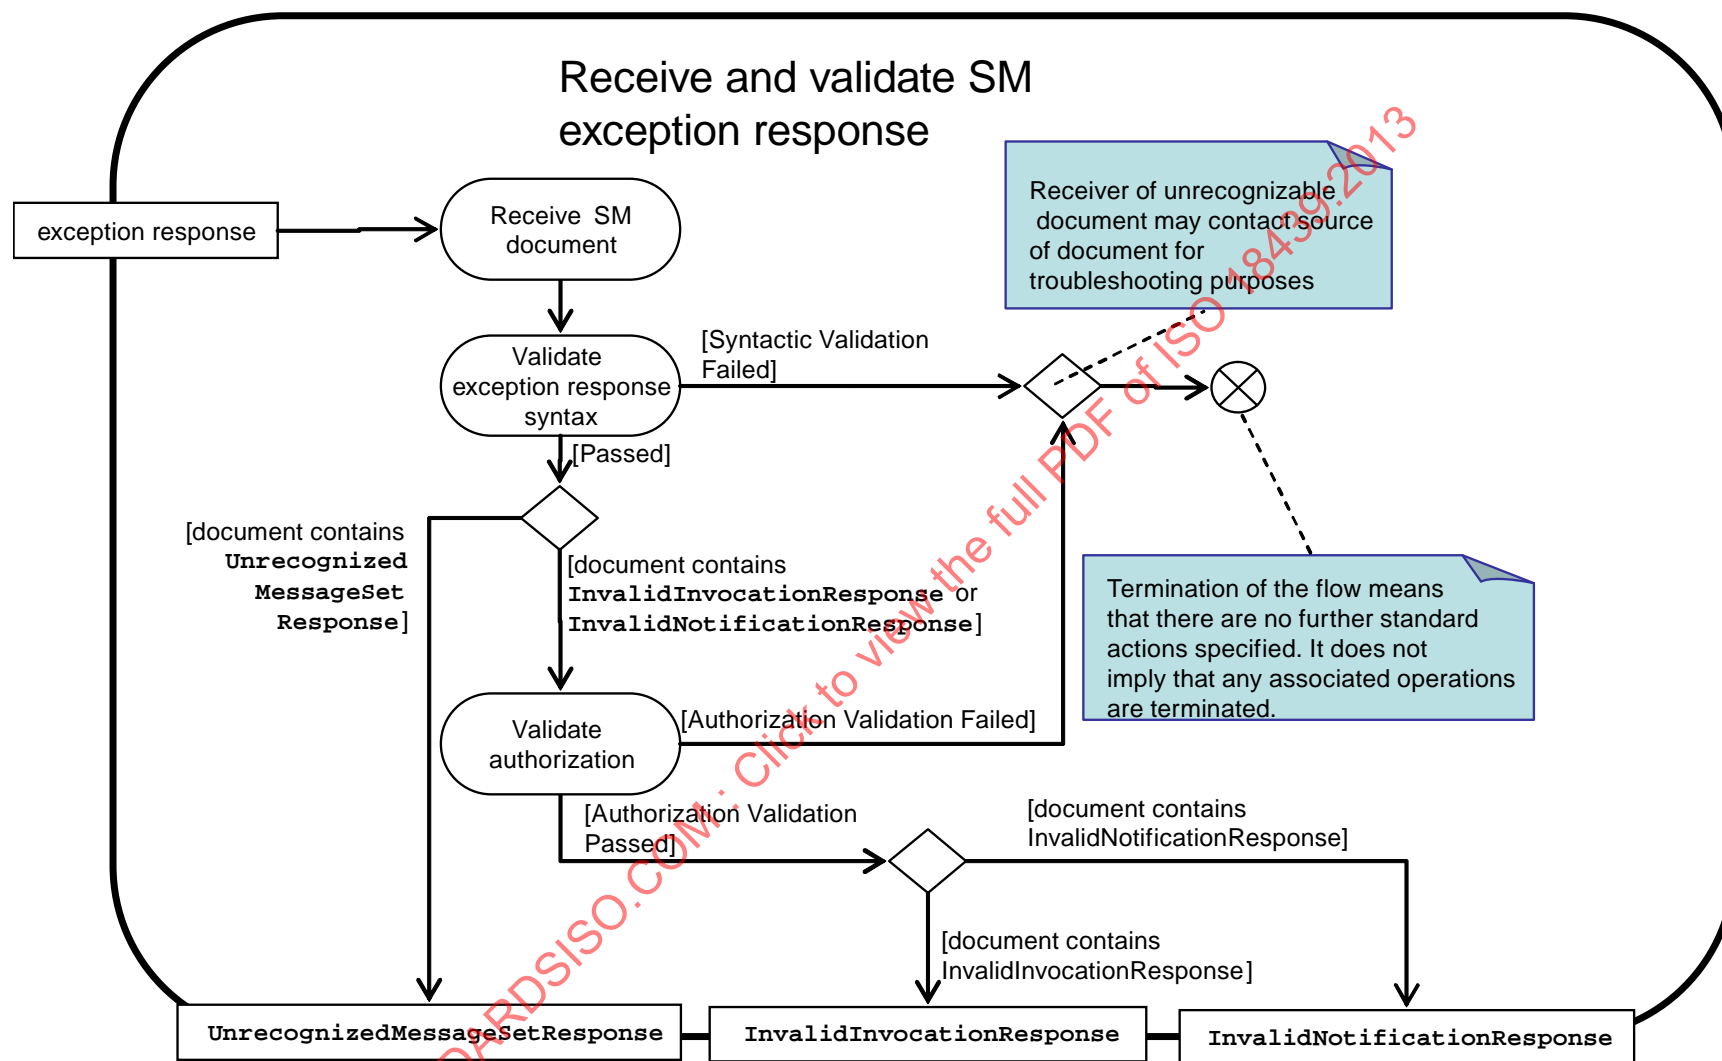 Receive and validate SM
exception response
Receiver of unrecognizable
document may contact source
of document for
troubleshooting purposes
exception response
Receive SM
document
Validate
exception response
syntax
[Syntactic Validation
Failed]
[Passed]
[document contains
Unrecognized
MessageSet
Response]
[document contains
InvalidInvocationResponse or
InvalidNotificationResponse]
Termination of the flow means
that there are no further standard
actions specified. It does not
imply that any associated operations
are terminated.
Validate
authorization
[Authorization Validation Failed]
[Authorization Validation
Passed]
[document contains
InvalidNotificationResponse]
[document contains
InvalidInvocationResponse]
UnrecognizedMessageSetResponse
InvalidInvocationResponse
InvalidNotificationResponse
DARDSISO.COM : Click to view the full PDF of ISO 18439:2013